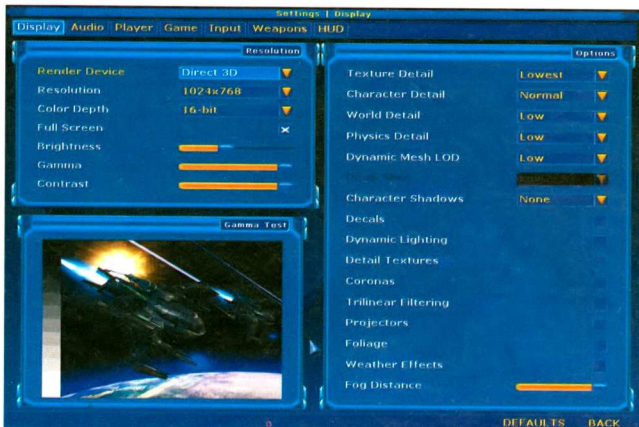 Settings | Display
Display Audio Player Game Input Weapons HUD
Resolution
Render Device Direct 3D
Resolution 1024x768
Color Depth 16-bit
Full Screen
Brightness
Gamma
Contrast
Gamma Test
Options
Texture Detail Lowest
Character Detail Normal
World Detail Low
Physics Detail Low
Dynamic Mesh LOD Low
Character Shadows None
Decals
Dynamic Lighting
Detail Textures
Coronas
Trilinear Filtering
Projectors
Foliage
Weather Effects
Fog Distance
DEFAULTS BACK